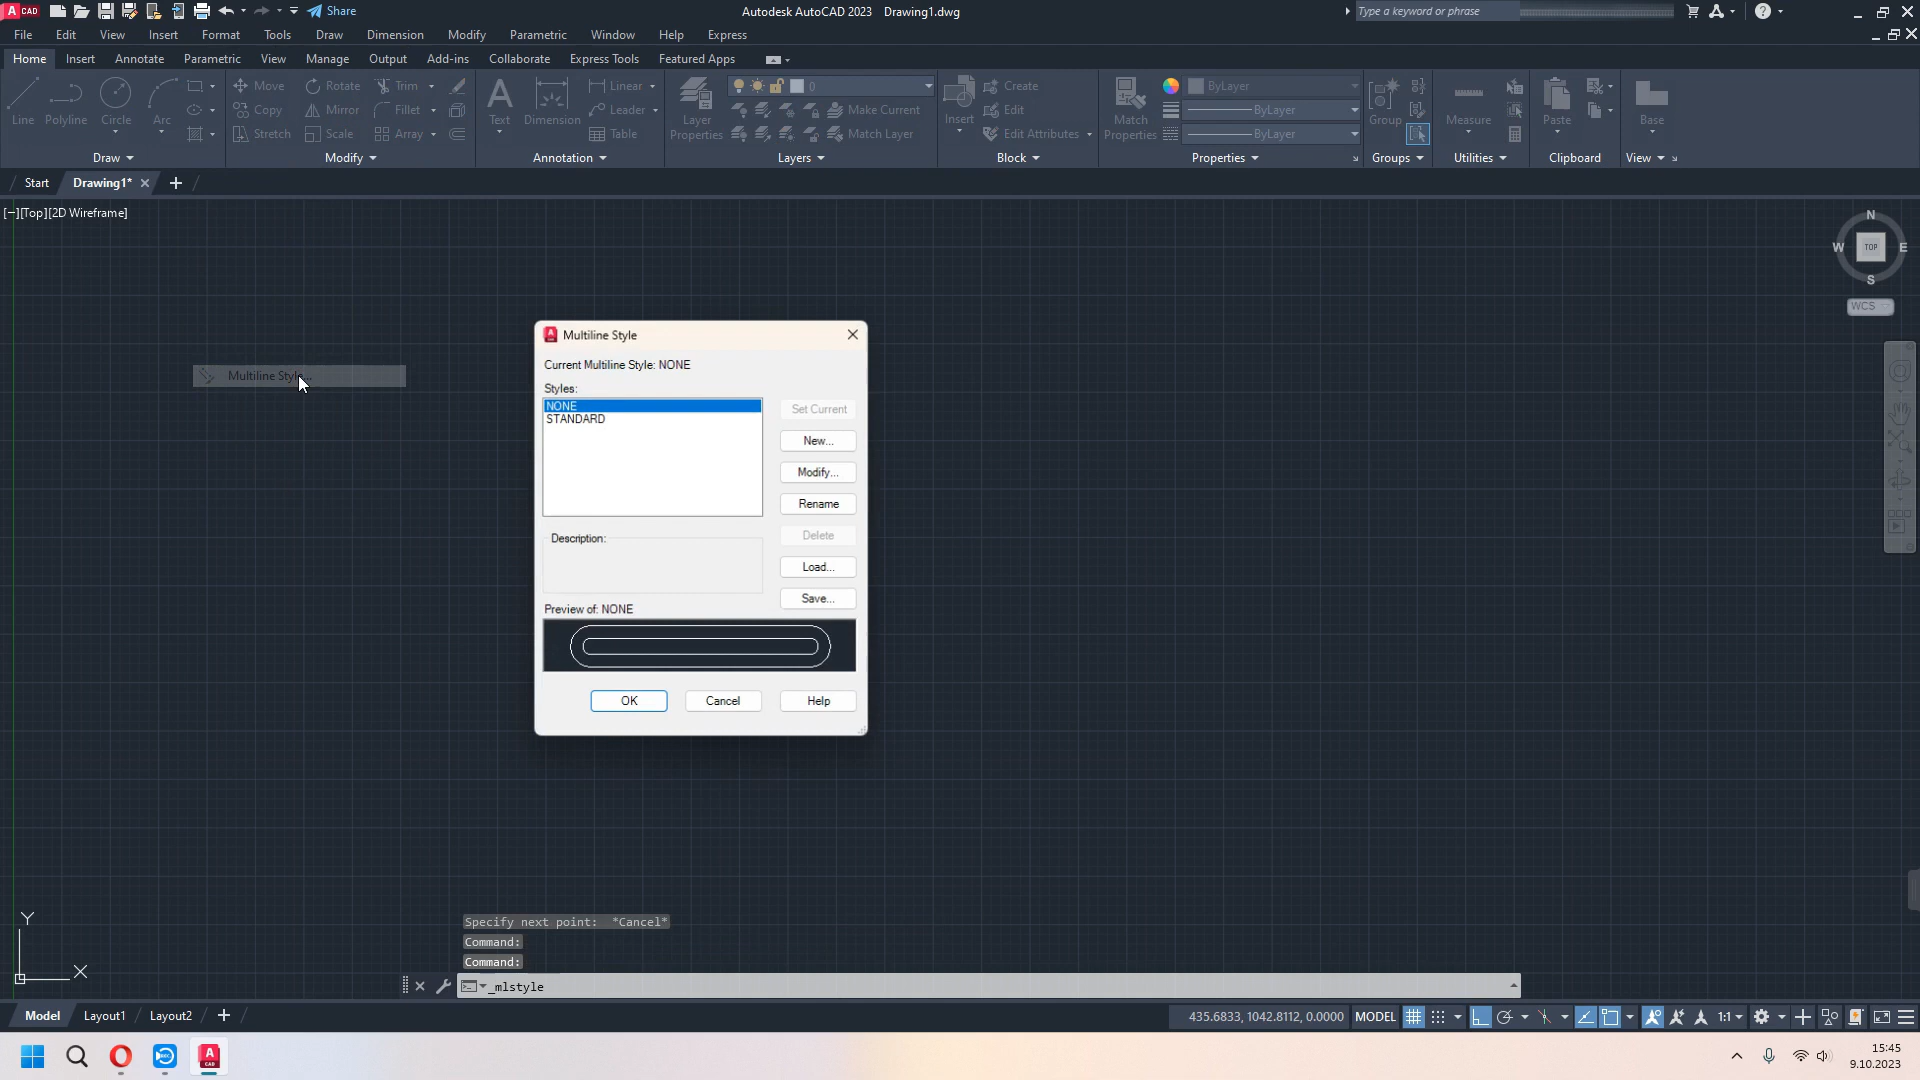 A CAD Share Autodesk AutoCAD 2023 Drawing1.dwg Type a keyword or phrase
File Edit View Insert Format Tools Draw Dimension Modify Parametric Window Help Express
Home Insert Annotate Parametric View Manage Output Add-ins Collaborate Express Tools Featured Apps
Move Rotate Trim Linear 0 Create ByLayer
Copy Mirror Fillet Leader Make Current Edit ByLayer
Stretch Scale Array Table Match Layer Edit Attributes ByLayer
Line Polyline Circle Arc Text Dimension Layer Properties Insert Match Properties Group Measure Paste Base
Draw Modify Annotation Layers Block Properties Groups Utilities Clipboard View
Start Drawing1* +
[−][Top][2D Wireframe]
N
W TOP E
S
WCS
Multiline Style
Current Multiline Style: NONE
Multiline Style...
Styles:
NONE
STANDARD
Set Current
New...
Modify...
Rename
Delete
Load...
Save...
Description:
Preview of: NONE
OK Cancel Help
Y
X
Specify next point: *Cancel*
Command:
Command:
_mlstyle
Model Layout1 Layout2 + 435.6833, 1042.8112, 0.0000 MODEL 1:1
15:45
9.10.2023